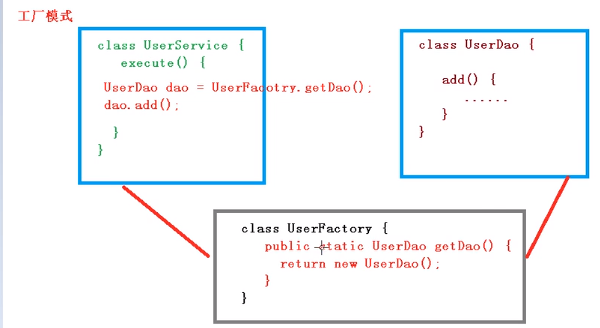 工厂模式
class UserService {
execute() {
UserDao dao = UserFacotry.getDao();
dao.add();
}
}
class UserDao {
add() {
......
}
}
class UserFactory {
public static UserDao getDao() {
return new UserDao();
}
}